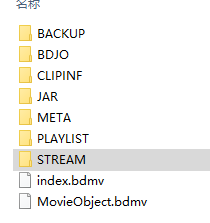 名称
BACKUP
BDJO
CLIPINF
JAR
META
PLAYLIST
STREAM
index.bdmv
MovieObject.bdmv